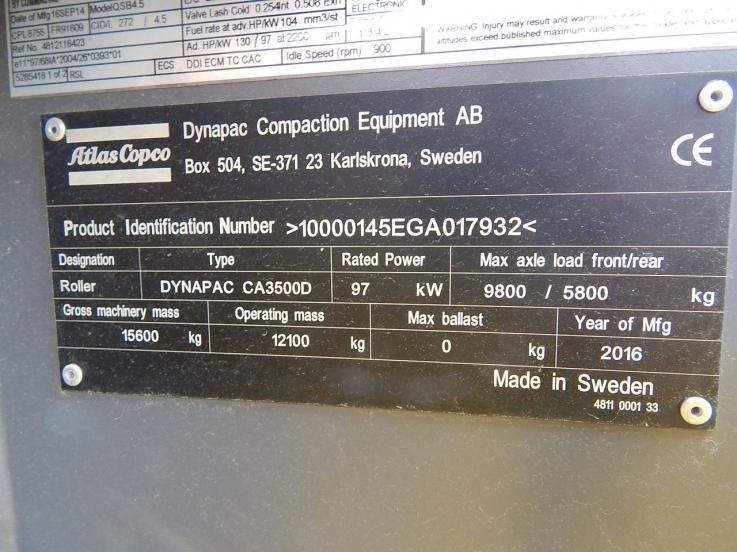 Date of Mfg 16SEP14 Model QSB4.5
Valve Lash Cold 0.254 Int 0.508 Exh
ELECTRONIC
CPL 8755 FR91609 CID/L 272 / 4.5
Fuel rate at adv. HP/KW 104 mm3/st
WARNING Injury may result and warranty
Ref No. 4812116423
Ad. HP/KW 130 / 97 at 2200 rpm
altitudes exceed published maximum values
e11*97/68IA*2004/26*0393*01
5285418 1 of 2 RSL
ECS DDI ECM TC CAC Idle Speed (rpm) 900
Atlas Copco
Dynapac Compaction Equipment AB
Box 504, SE-371 23 Karlskrona, Sweden
CE
Product Identification Number >10000145EGA017932<
Designation Type Rated Power Max axle load front/rear
Roller DYNAPAC CA3500D 97 kW 9800 / 5800 kg
Gross machinery mass Operating mass Max ballast Year of Mfg
15600 kg 12100 kg 0 kg 2016
Made in Sweden
4811 0001 33